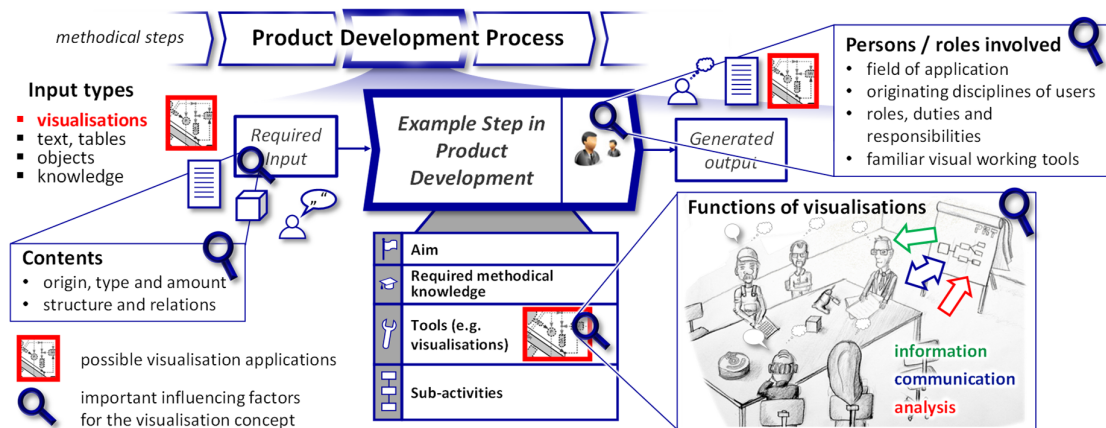 methodical steps
Product Development Process
Input types
visualisations
text, tables
objects
knowledge
Required
Input
Example Step in
Product
Development
Generated
output
Persons / roles involved
• field of application
• originating disciplines of users
• roles, duties and
responsibilities
• familiar visual working tools
Contents
• origin, type and amount
• structure and relations
Aim
Required methodical
knowledge
Tools (e.g.
visualisations)
Sub-activities
Functions of visualisations
information
communication
analysis
possible visualisation applications
important influencing factors
for the visualisation concept